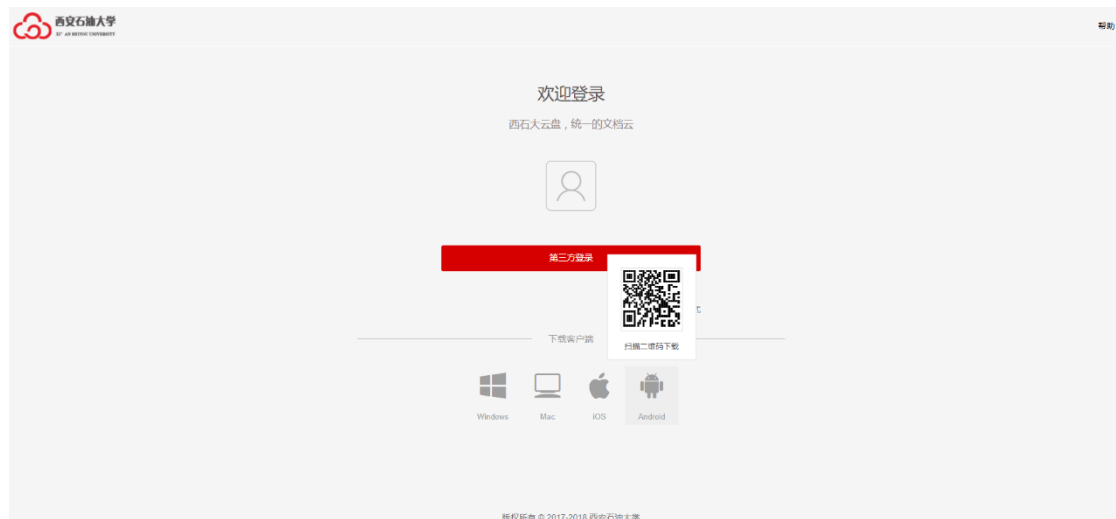 西安石油大学
XI'AN SHIYOU UNIVERSITY
帮助
欢迎登录
西石大云盘，统一的文档云
第三方登录
下载客户端
扫描二维码下载
Windows
Mac
iOS
Android
版权所有 © 2017-2018 西安石油大学